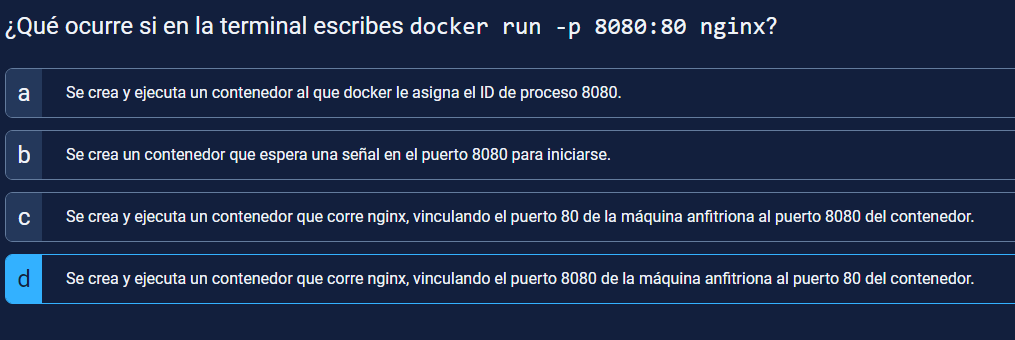 ¿Qué ocurre si en la terminal escribes docker run -p 8080:80 nginx?
a Se crea y ejecuta un contenedor al que docker le asigna el ID de proceso 8080.
b Se crea un contenedor que espera una señal en el puerto 8080 para iniciarse.
c Se crea y ejecuta un contenedor que corre nginx, vinculando el puerto 80 de la máquina anfitriona al puerto 8080 del contenedor.
d Se crea y ejecuta un contenedor que corre nginx, vinculando el puerto 8080 de la máquina anfitriona al puerto 80 del contenedor.